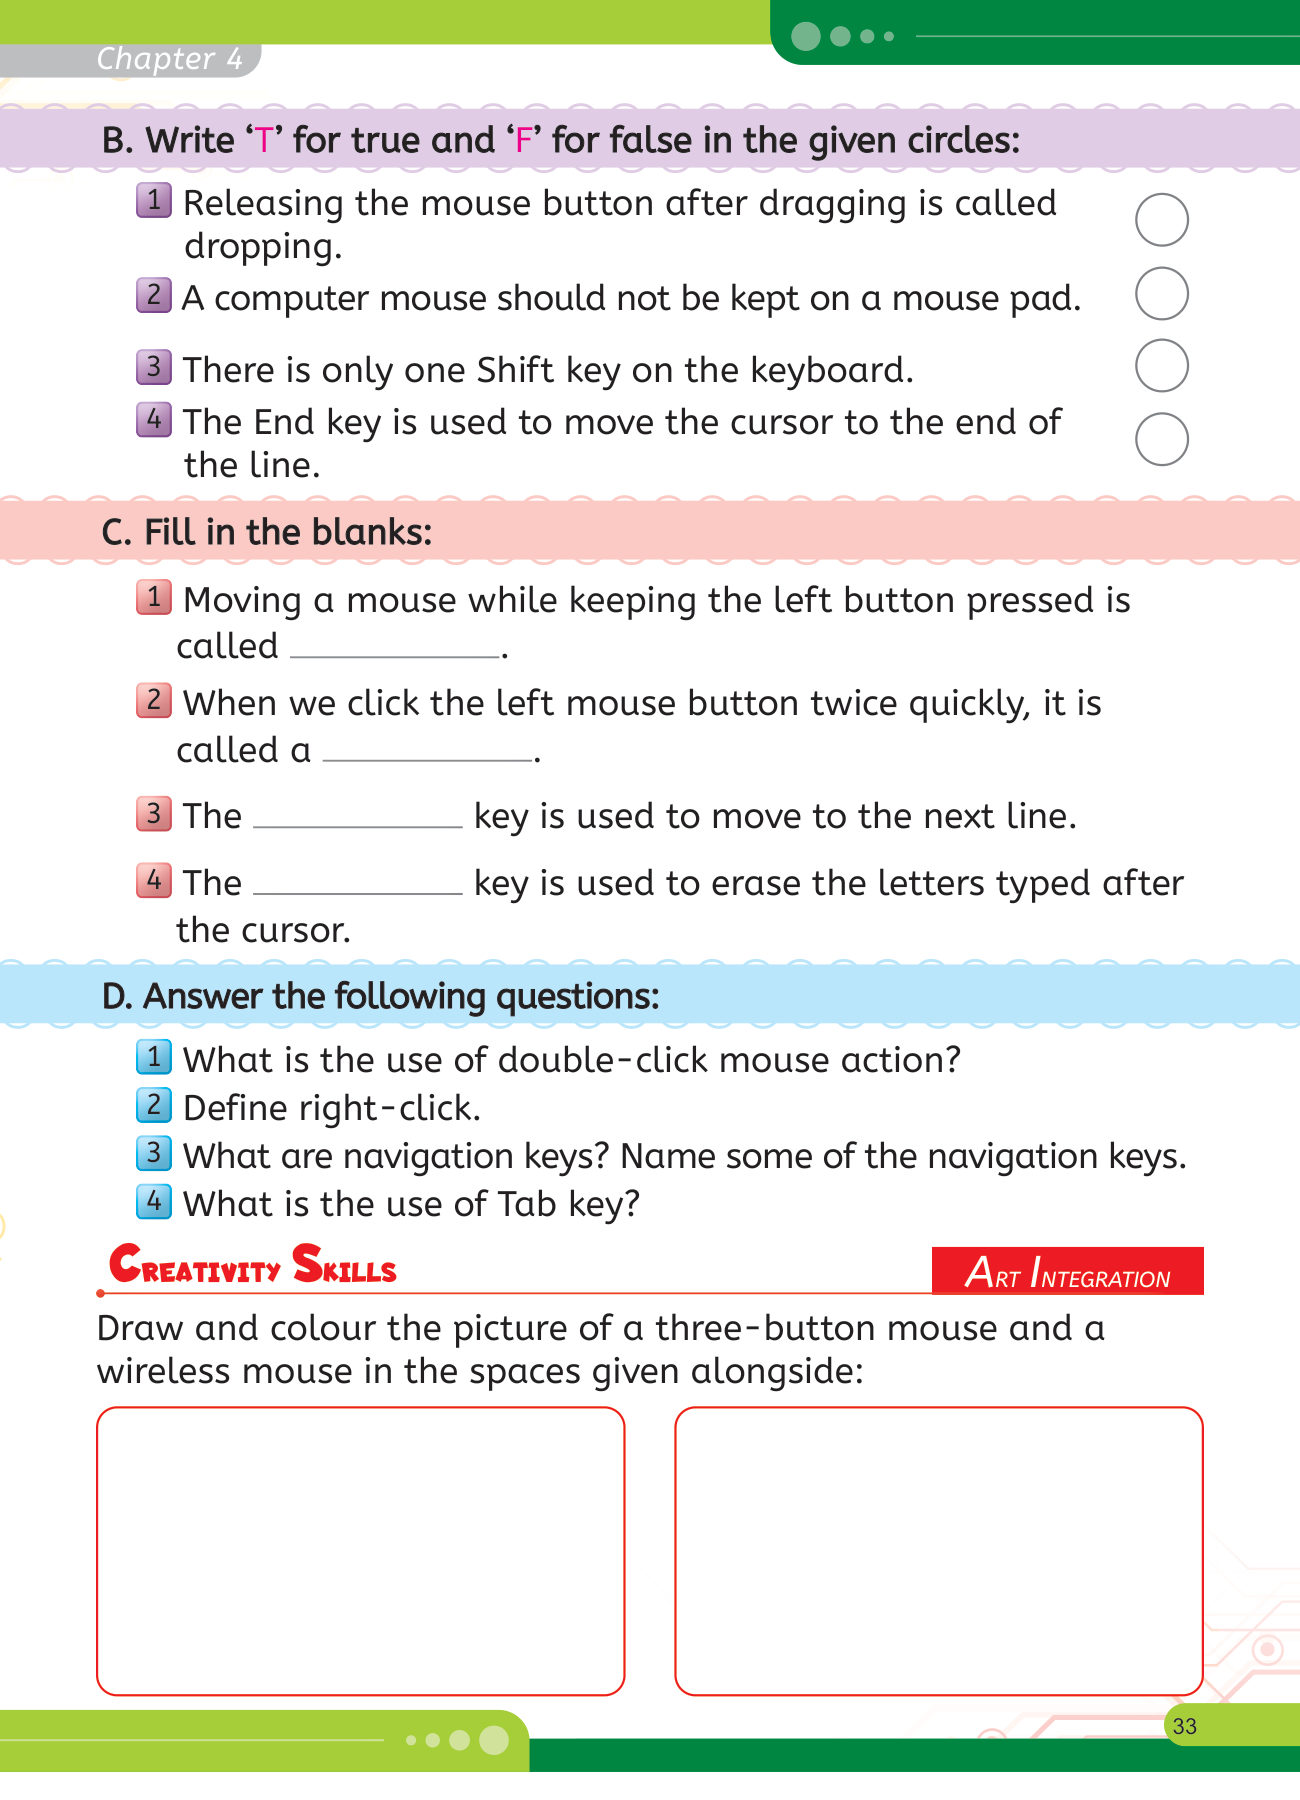 Chapter 4
B. Write ‘T’ for true and ‘F’ for false in the given circles:
1 Releasing the mouse button after dragging is called
dropping.
2 A computer mouse should not be kept on a mouse pad.
3 There is only one Shift key on the keyboard.
4 The End key is used to move the cursor to the end of
the line.
C. Fill in the blanks:
1 Moving a mouse while keeping the left button pressed is
called ____________.
2 When we click the left mouse button twice quickly, it is
called a ____________.
3 The ____________ key is used to move to the next line.
4 The ____________ key is used to erase the letters typed after
the cursor.
D. Answer the following questions:
1 What is the use of double-click mouse action?
2 Define right-click.
3 What are navigation keys? Name some of the navigation keys.
4 What is the use of Tab key?
CREATIVITY SKILLS
ART INTEGRATION
Draw and colour the picture of a three-button mouse and a
wireless mouse in the spaces given alongside:
33